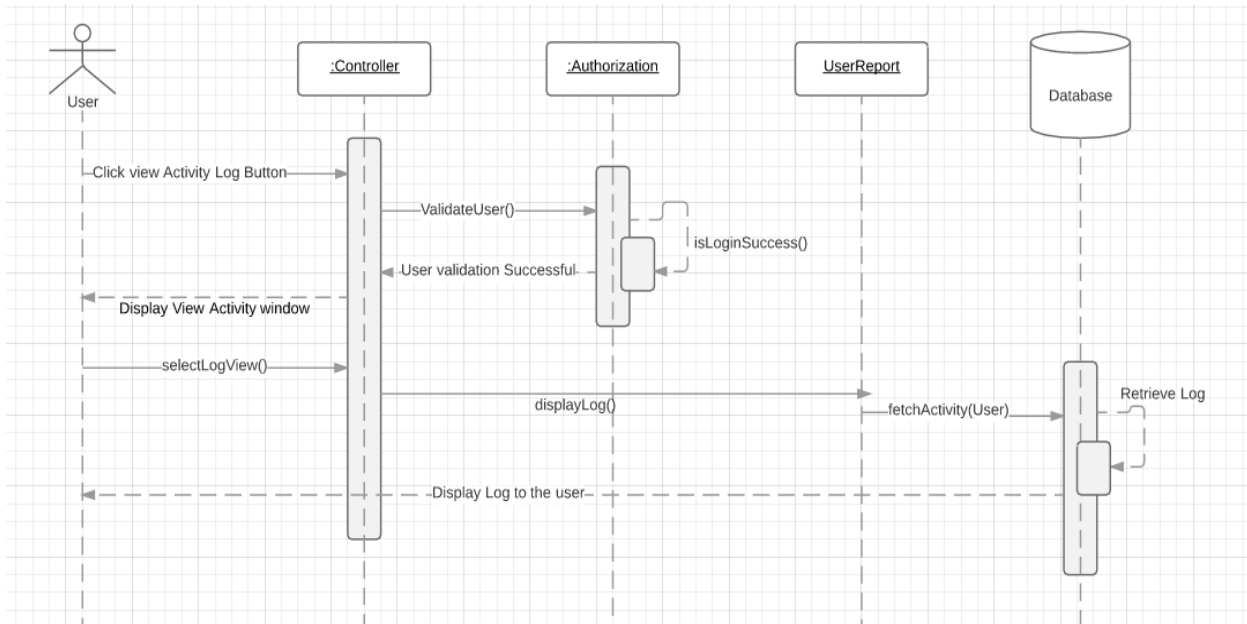 :Controller
:Authorization
UserReport
Database
User
Click view Activity Log Button
ValidateUser()
isLoginSuccess()
User validation Successful
Display View Activity window
selectLogView()
displayLog()
Retrieve Log
fetchActivity(User)
Display Log to the user